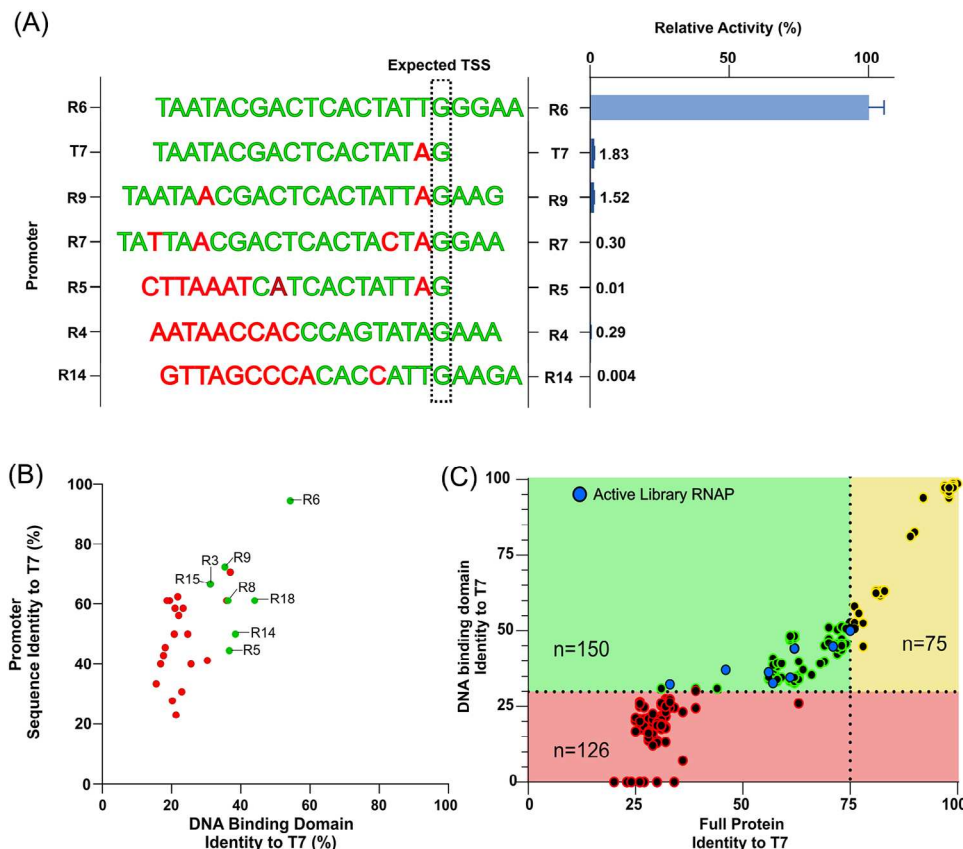 (A)
Relative Activity (%)
0 50 100
Expected TSS
Promoter
R6 TAATACGACTCACTATTGGGAA R6
T7 TAATACGACTCACTATAG T7 1.83
R9 TAATAACGACTCACTATTAGAAG R9 1.52
R7 TATTAACGACTCACTACTAGGAA R7 0.30
R5 CTTAAATCATCACTATTAG R5 0.01
R4 AATAACCACCCAGTATAGAAA R4 0.29
R14 GTTAGCCCACACCATTGAAGA R14 0.004
(B)
Promoter
Sequence Identity to T7 (%)
100
80
60
40
20
0
R6
R3
R9
R15
R8
R18
R14
R5
0 20 40 60 80 100
DNA Binding Domain
Identity to T7 (%)
(C)
DNA binding domain
Identity to T7
100
75
50
25
0
Active Library RNAP
n=150
n=75
n=126
0 25 50 75 100
Full Protein
Identity to T7